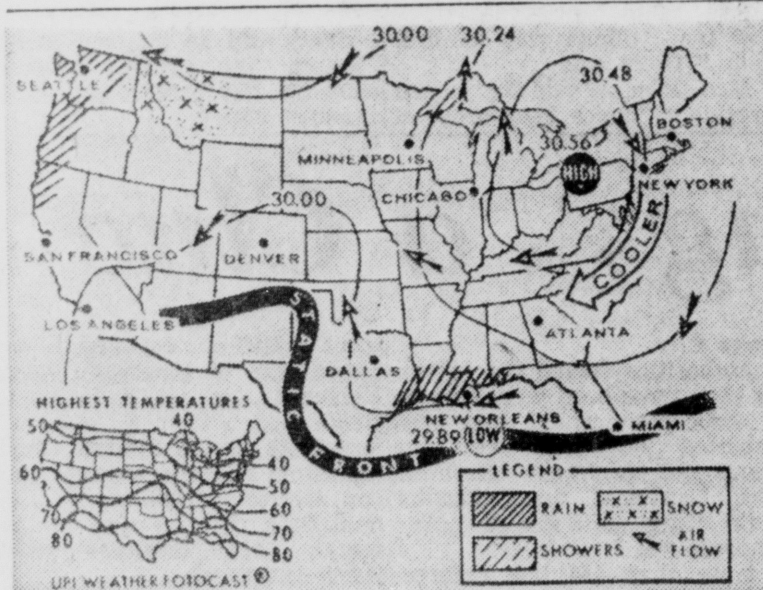 30.00 30.24
30.48
SEATTLE
BOSTON
30.56
MINNEAPOLIS
HIGH
NEW YORK
CHICAGO
30.00
COOLER
SAN FRANCISCO
DENVER
LOS ANGELES
STATIC FRONT
ATLANTA
DALLAS
NEW ORLEANS
MIAMI
29.89 LOW
HIGHEST TEMPERATURES
50 40
60 40
50
70 60
80 70
80
LEGEND
RAIN SNOW
SHOWERS AIR FLOW
UPI WEATHER FOTOCAST ®